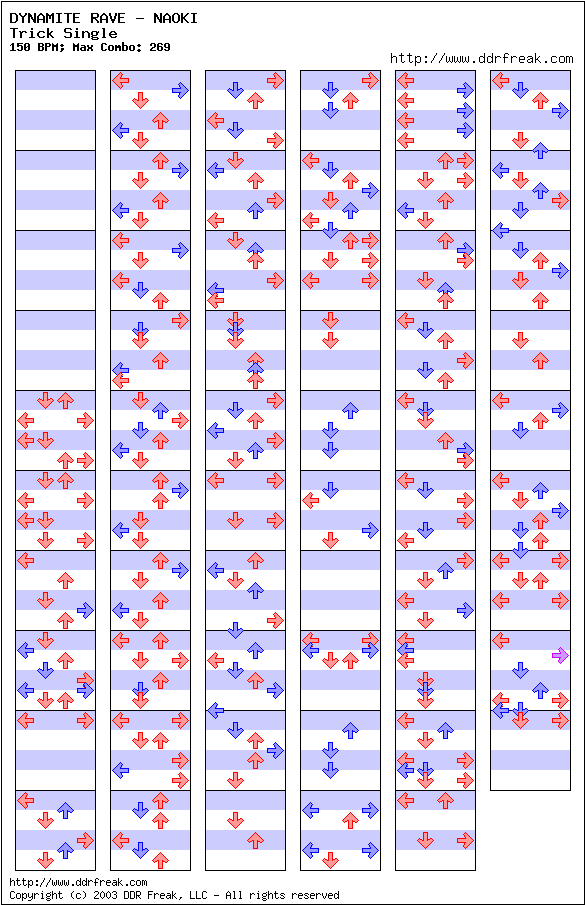 DYNAMITE RAVE - NAOKI
Trick Single
150 BPM; Max Combo: 269
http://www.ddrfreak.com
http://www.ddrfreak.com
Copyright (c) 2003 DDR Freak, LLC - All rights reserved